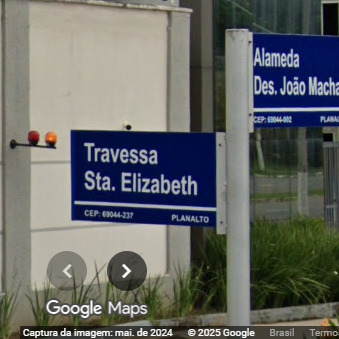 Alameda
Des. João Macha
CEP: 69044-002 PLANAL
Travessa
Sta. Elizabeth
CEP: 69044-237 PLANALTO
Google Maps
Captura da imagem: mai. de 2024 © 2025 Google Brasil Termo